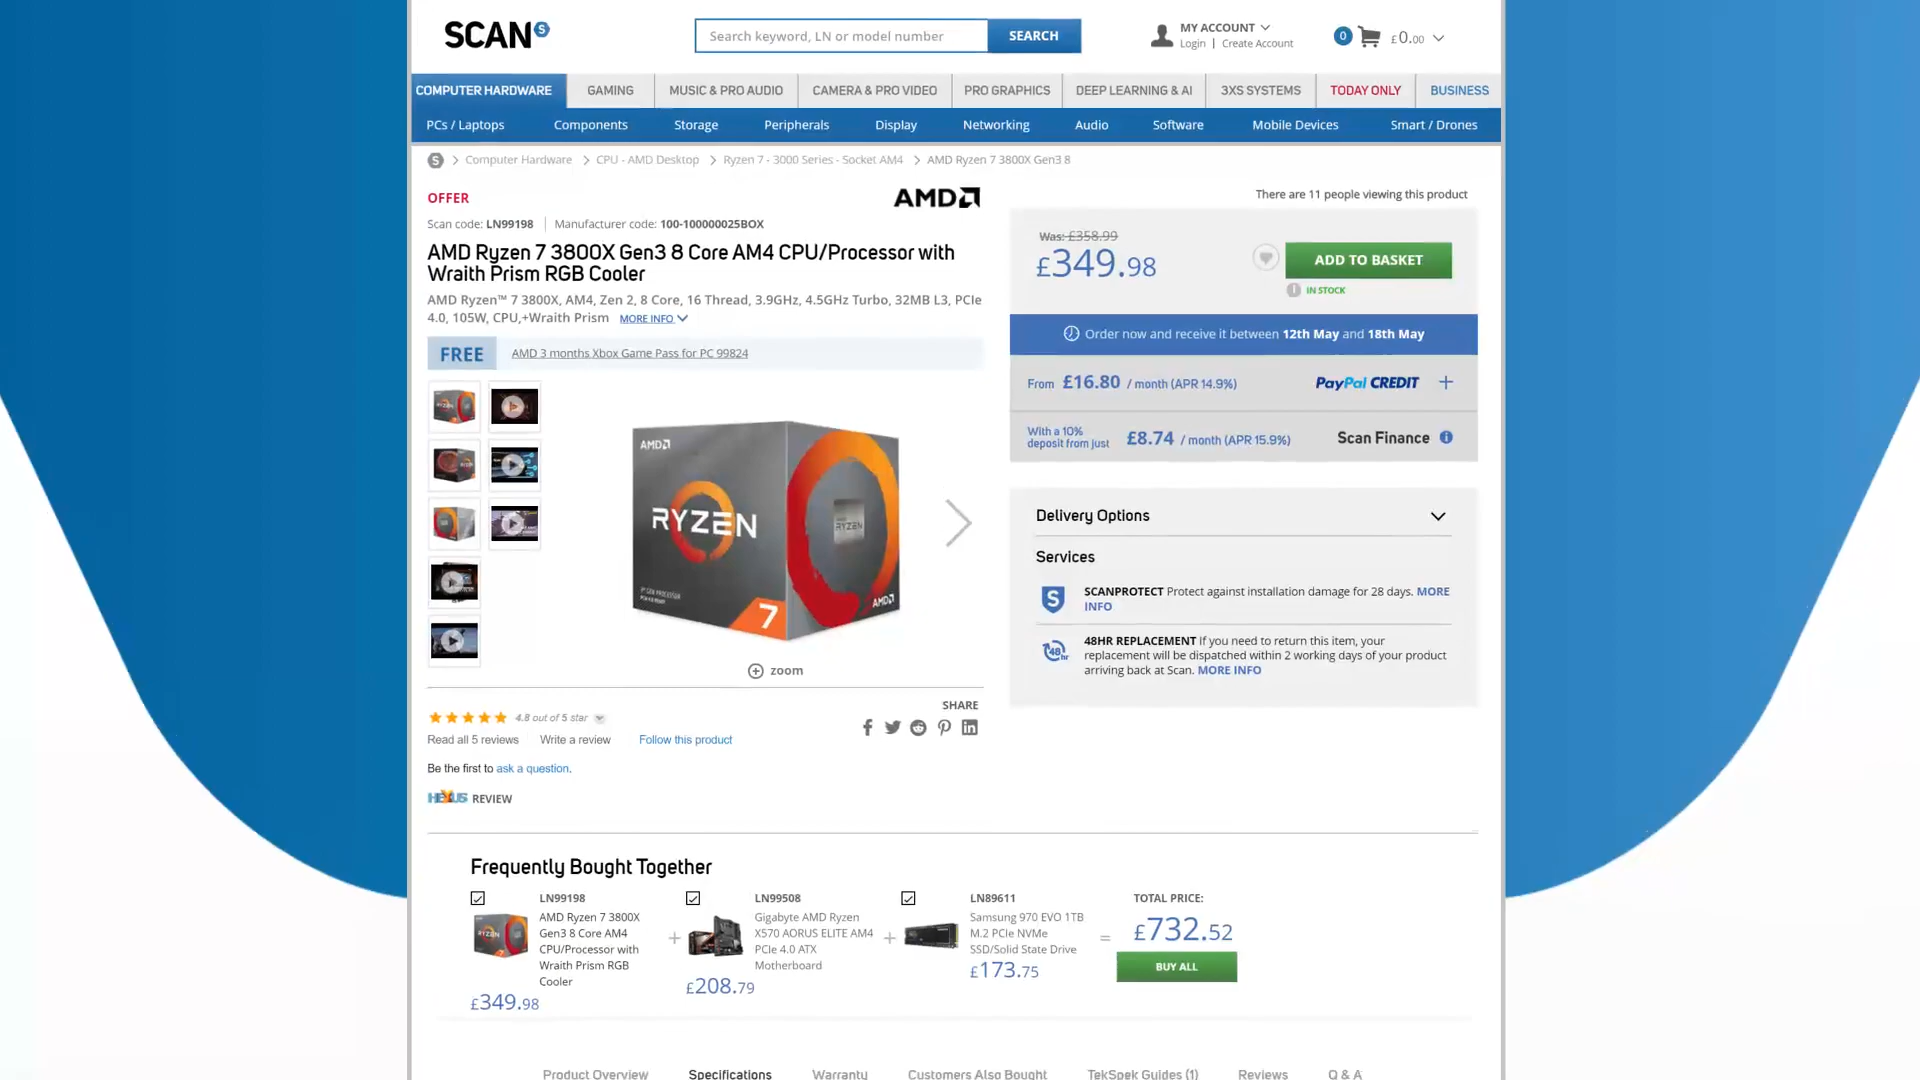 SCAN S
Search keyword, LN or model number
SEARCH
MY ACCOUNT
Login | Create Account
0
£0.00
COMPUTER HARDWARE
GAMING
MUSIC & PRO AUDIO
CAMERA & PRO VIDEO
PRO GRAPHICS
DEEP LEARNING & AI
3XS SYSTEMS
TODAY ONLY
BUSINESS
PCs / Laptops
Components
Storage
Peripherals
Display
Networking
Audio
Software
Mobile Devices
Smart / Drones
S > Computer Hardware > CPU - AMD Desktop > Ryzen 7 - 3000 Series - Socket AM4 > AMD Ryzen 7 3800X Gen3 8
OFFER
AMD
Scan code: LN99198 | Manufacturer code: 100-100000025BOX
AMD Ryzen 7 3800X Gen3 8 Core AM4 CPU/Processor with
Wraith Prism RGB Cooler
AMD Ryzen™ 7 3800X, AM4, Zen 2, 8 Core, 16 Thread, 3.9GHz, 4.5GHz Turbo, 32MB L3, PCIe
4.0, 105W, CPU,+Wraith Prism MORE INFO
FREE
AMD 3 months Xbox Game Pass for PC 99824
AMD
RYZEN
RYZEN
7
AMD
zoom
There are 11 people viewing this product
Was: £358.99
£349.98
ADD TO BASKET
IN STOCK
Order now and receive it between 12th May and 18th May
From £16.80 / month (APR 14.9%)
PayPal CREDIT +
With a 10%
deposit from just
£8.74 / month (APR 15.9%)
Scan Finance
Delivery Options
Services
SCANPROTECT Protect against installation damage for 28 days. MORE
INFO
48HR REPLACEMENT If you need to return this item, your
replacement will be dispatched within 2 working days of your product
arriving back at Scan. MORE INFO
4.8 out of 5 star
SHARE
Read all 5 reviews
Write a review
Follow this product
Be the first to ask a question.
HEXUS REVIEW
Frequently Bought Together
LN99198
AMD Ryzen 7 3800X
Gen3 8 Core AM4
CPU/Processor with
Wraith Prism RGB
Cooler
£349.98
+
LN99508
Gigabyte AMD Ryzen
X570 AORUS ELITE AM4
PCIe 4.0 ATX
Motherboard
£208.79
+
LN89611
Samsung 970 EVO 1TB
M.2 PCIe NVMe
SSD/Solid State Drive
£173.75
=
TOTAL PRICE:
£732.52
BUY ALL
Product Overview
Specifications
Warranty
Customers Also Bought
TekSpek Guides (1)
Reviews
Q & A